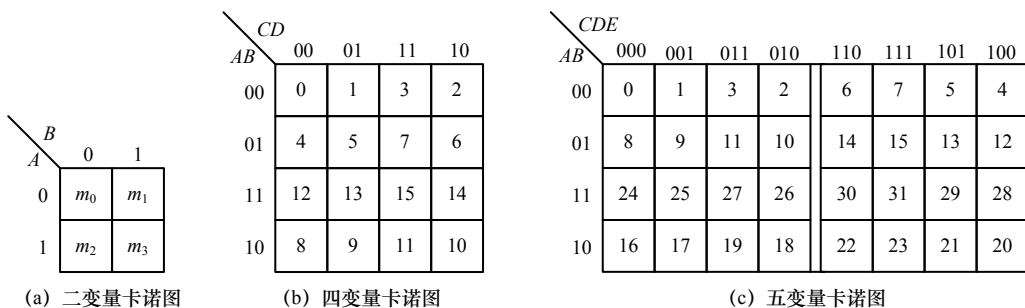 B
A
0 1
0 m0 m1
1 m2 m3
(a) 二变量卡诺图
CD
AB
00 01 11 10
00 0 1 3 2
01 4 5 7 6
11 12 13 15 14
10 8 9 11 10
(b) 四变量卡诺图
CDE
AB
000 001 011 010 110 111 101 100
00 0 1 3 2 6 7 5 4
01 8 9 11 10 14 15 13 12
11 24 25 27 26 30 31 29 28
10 16 17 19 18 22 23 21 20
(c) 五变量卡诺图